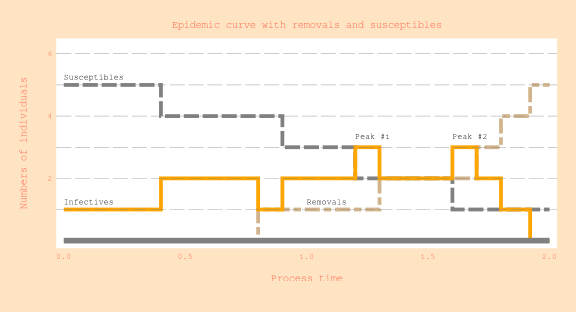 Epidemic curve with removals and susceptibles
6
Susceptibles
4
Peak #1
Peak #2
2
Infectives
Removals
Numbers of individuals
0.0
0.5
1.0
1.5
2.0
Process time